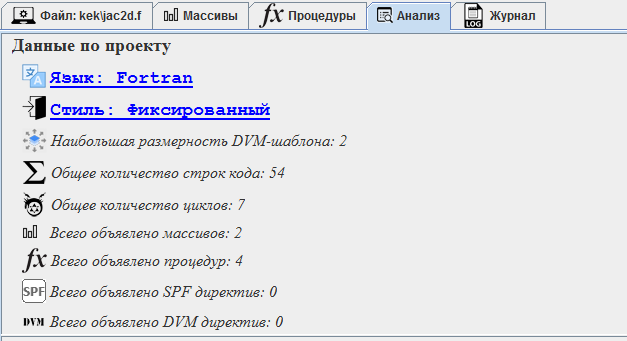 Файл: kek\jac2d.f Массивы fx Процедуры Анализ LOG Журнал
Данные по проекту
Язык: Fortran
Стиль: Фиксированный
Наибольшая размерность DVM-шаблона: 2
Σ Общее количество строк кода: 54
Общее количество циклов: 7
Всего объявлено массивов: 2
fx Всего объявлено процедур: 4
SPF Всего объявлено SPF директив: 0
DVM Всего объявлено DVM директив: 0